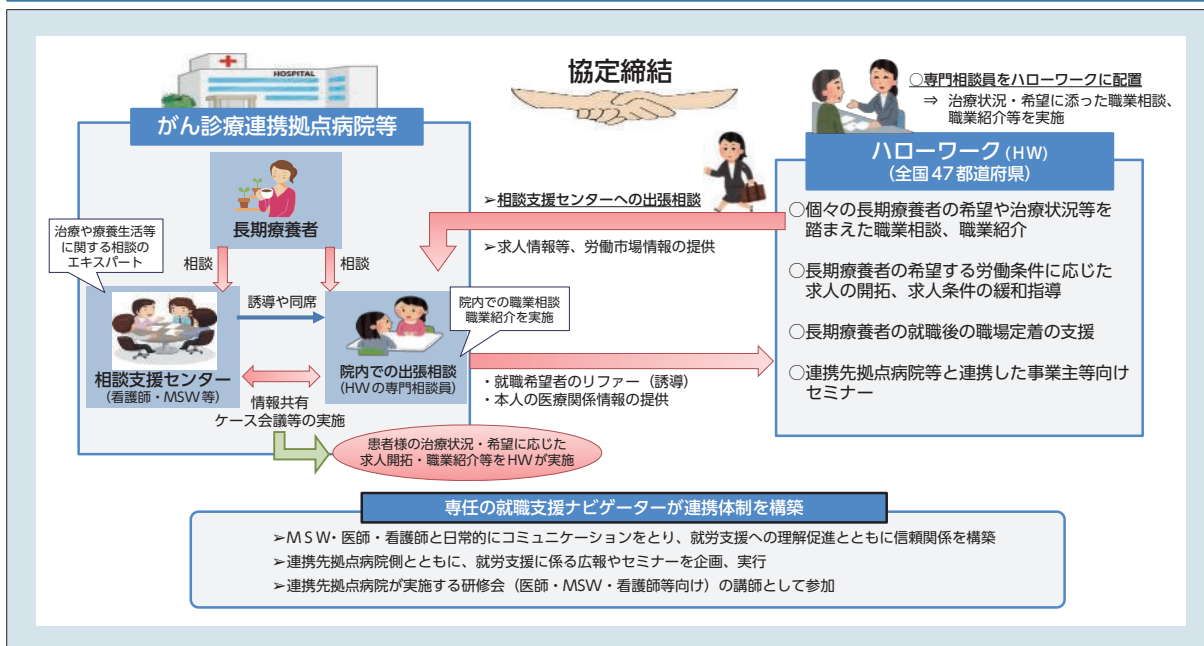 HOSPITAL
協定締結
○専門相談員をハローワークに配置
⇒ 治療状況・希望に添った職業相談、
職業紹介等を実施
がん診療連携拠点病院等
長期療養者
治療や療養生活等
に関する相談の
エキスパート
相談
相談
誘導や同席
相談支援センター
(看護師・MSW等)
院内での職業相談
職業紹介を実施
院内での出張相談
(HWの専門相談員)
情報共有
ケース会議等の実施
患者様の治療状況・希望に応じた
求人開拓・職業紹介等をHWが実施
➢相談支援センターへの出張相談
➢求人情報等、労働市場情報の提供
・就職希望者のリファー(誘導)
・本人の医療関係情報の提供
ハローワーク(HW)
(全国47都道府県)
○個々の長期療養者の希望や治療状況等を
踏まえた職業相談、職業紹介
○長期療養者の希望する労働条件に応じた
求人の開拓、求人条件の緩和指導
○長期療養者の就職後の職場定着の支援
○連携先拠点病院等と連携した事業主等向け
セミナー
専任の就職支援ナビゲーターが連携体制を構築
➢MSW・医師・看護師と日常的にコミュニケーションをとり、就労支援への理解促進とともに信頼関係を構築
➢連携先拠点病院側とともに、就労支援に係る広報やセミナーを企画、実行
➢連携先拠点病院が実施する研修会(医師・MSW・看護師等向け)の講師として参加